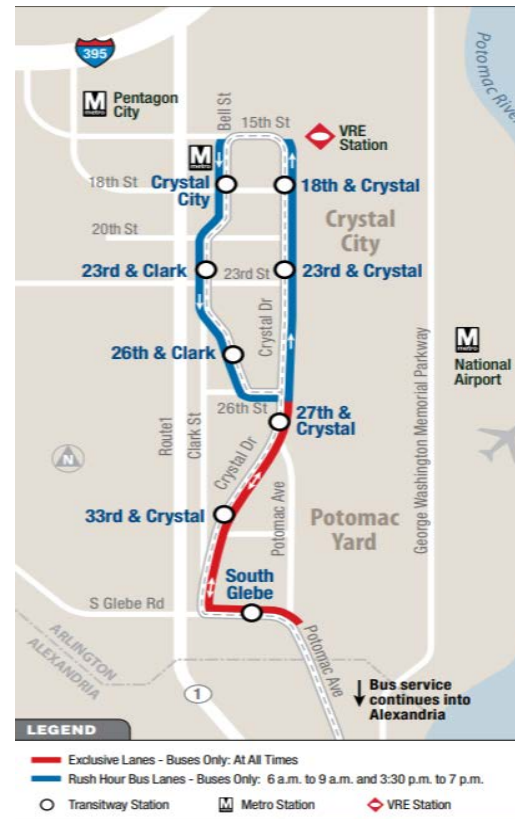 395
Potomac River
M
metro
Pentagon
City
Bell St
15th St
VRE
Station
M
metro
18th St
Crystal
City
18th & Crystal
20th St
Crystal
City
23rd & Clark
23rd St
23rd & Crystal
Crystal Dr
M
metro
National
Airport
26th & Clark
George Washington Memorial Parkway
26th St
27th &
Crystal
Route1
Clark St
N
Crystal Dr
Potomac Ave
33rd & Crystal
Potomac
Yard
South
Glebe
S Glebe Rd
Potomac Ave
ARLINGTON
ALEXANDRIA
1
Bus service
continues into
Alexandria
LEGEND
Exclusive Lanes - Buses Only: At All Times
Rush Hour Bus Lanes - Buses Only: 6 a.m. to 9 a.m. and 3:30 p.m. to 7 p.m.
Transitway Station
M Metro Station
VRE Station